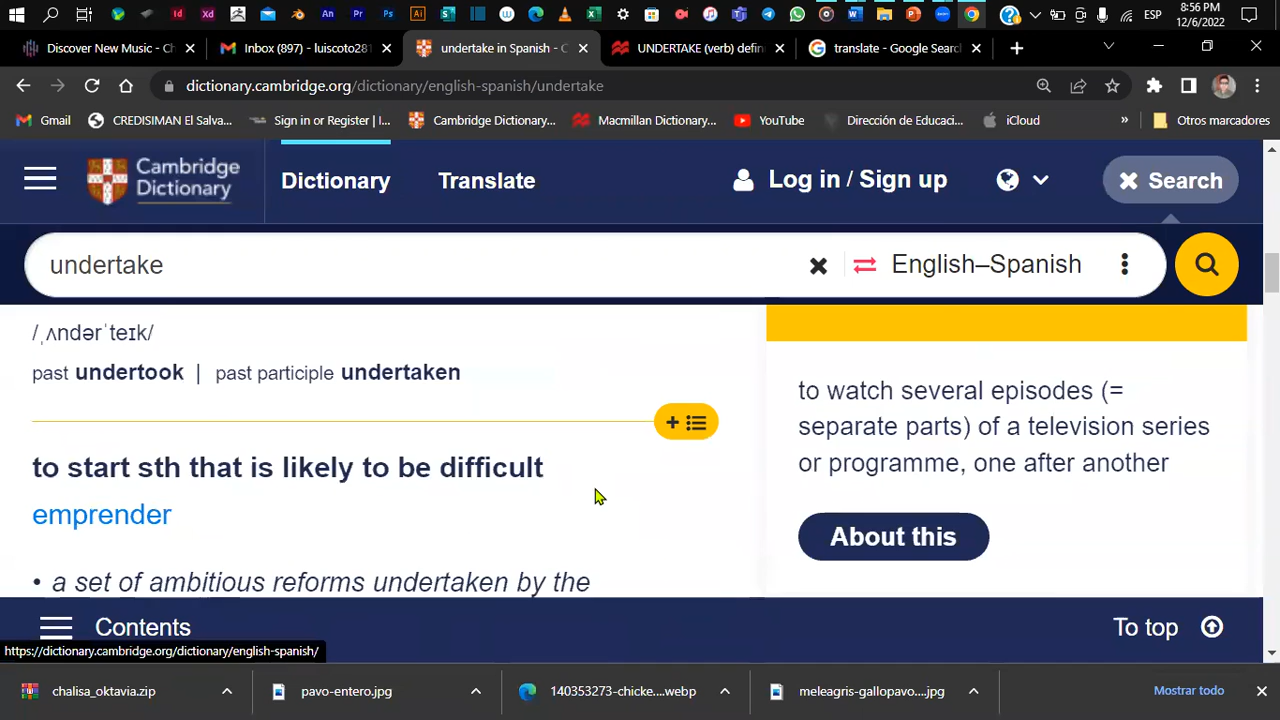 8:56 PM
ESP
12/6/2022
Discover New Music - Ch
Inbox (897) - luiscoto281
undertake in Spanish - C
UNDERTAKE (verb) defin
translate - Google Searc
dictionary.cambridge.org/dictionary/english-spanish/undertake
Gmail
CREDISIMAN El Salva...
Sign in or Register | I...
Cambridge Dictionary...
Macmillan Dictionary...
YouTube
Dirección de Educaci...
iCloud
»
Otros marcadores
Cambridge
Dictionary
Dictionary
Translate
Log in / Sign up
Search
undertake
English–Spanish
/ˌʌndərˈteɪk/
past undertook | past participle undertaken
to start sth that is likely to be difficult
emprender
• a set of ambitious reforms undertaken by the
to watch several episodes (=
separate parts) of a television series
or programme, one after another
About this
Contents
To top
https://dictionary.cambridge.org/dictionary/english-spanish/
chalisa_oktavia.zip
pavo-entero.jpg
140353273-chicke....webp
meleagris-gallopavo...jpg
Mostrar todo